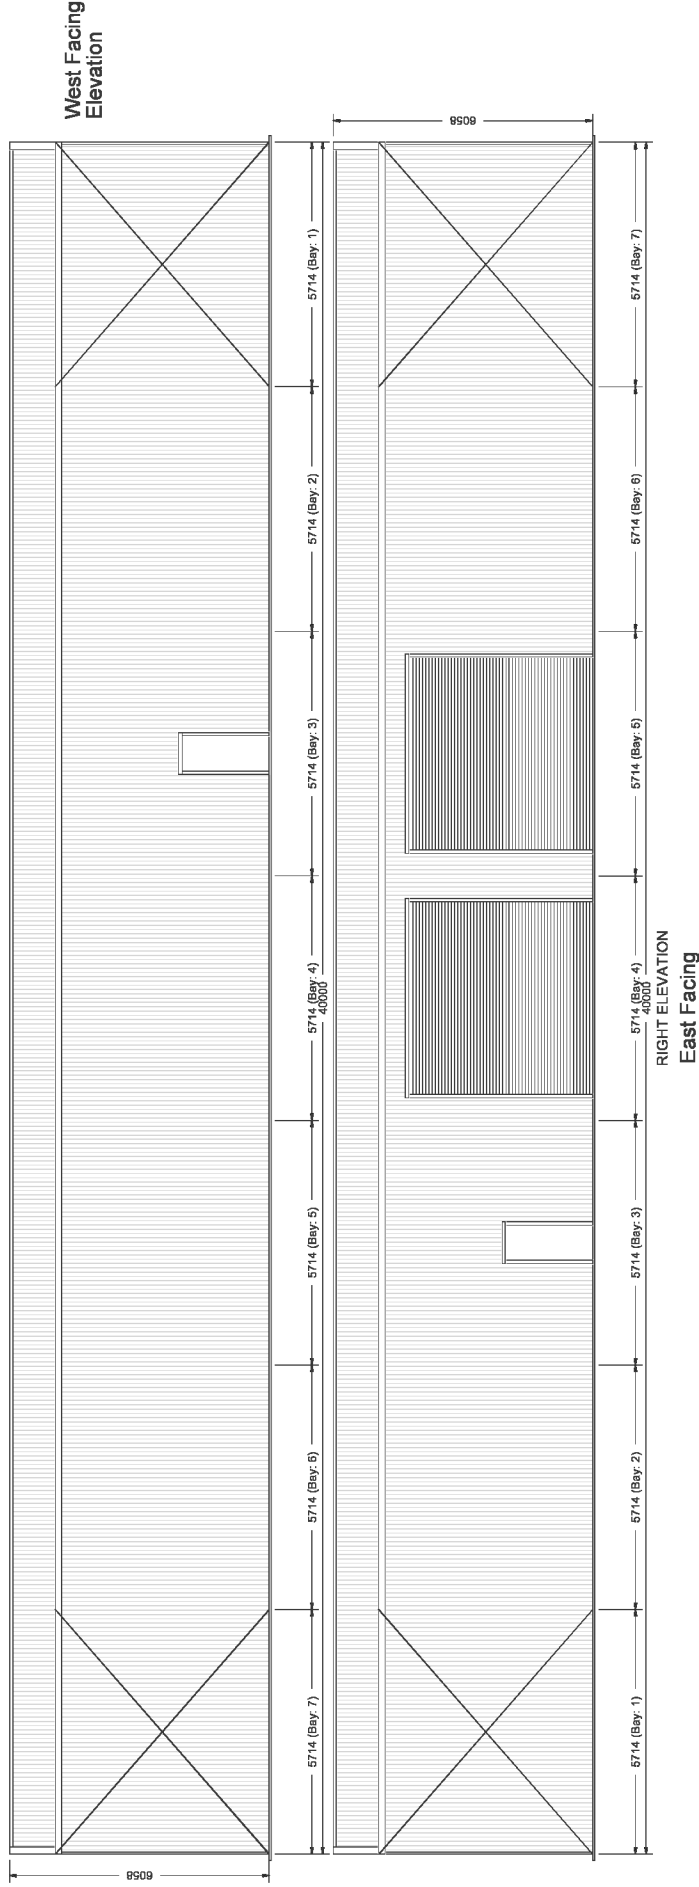 West Facing
Elevation
6058
5714 (Bay: 7)
5714 (Bay: 6)
5714 (Bay: 5)
5714 (Bay: 4)
5714 (Bay: 3)
5714 (Bay: 2)
5714 (Bay: 1)
40000
6058
5714 (Bay: 1)
5714 (Bay: 2)
5714 (Bay: 3)
5714 (Bay: 4)
5714 (Bay: 5)
5714 (Bay: 6)
5714 (Bay: 7)
40000
RIGHT ELEVATION
East Facing